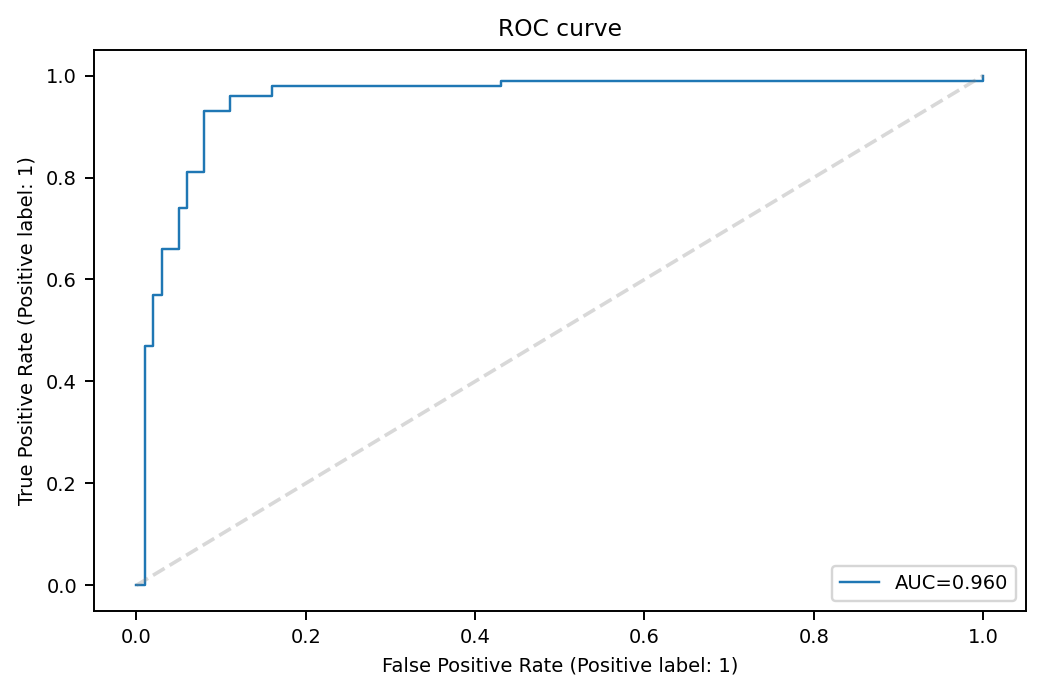 ROC curve
True Positive Rate (Positive label: 1)
1.0
0.8
0.6
0.4
0.2
0.0
AUC=0.960
0.0 0.2 0.4 0.6 0.8 1.0
False Positive Rate (Positive label: 1)